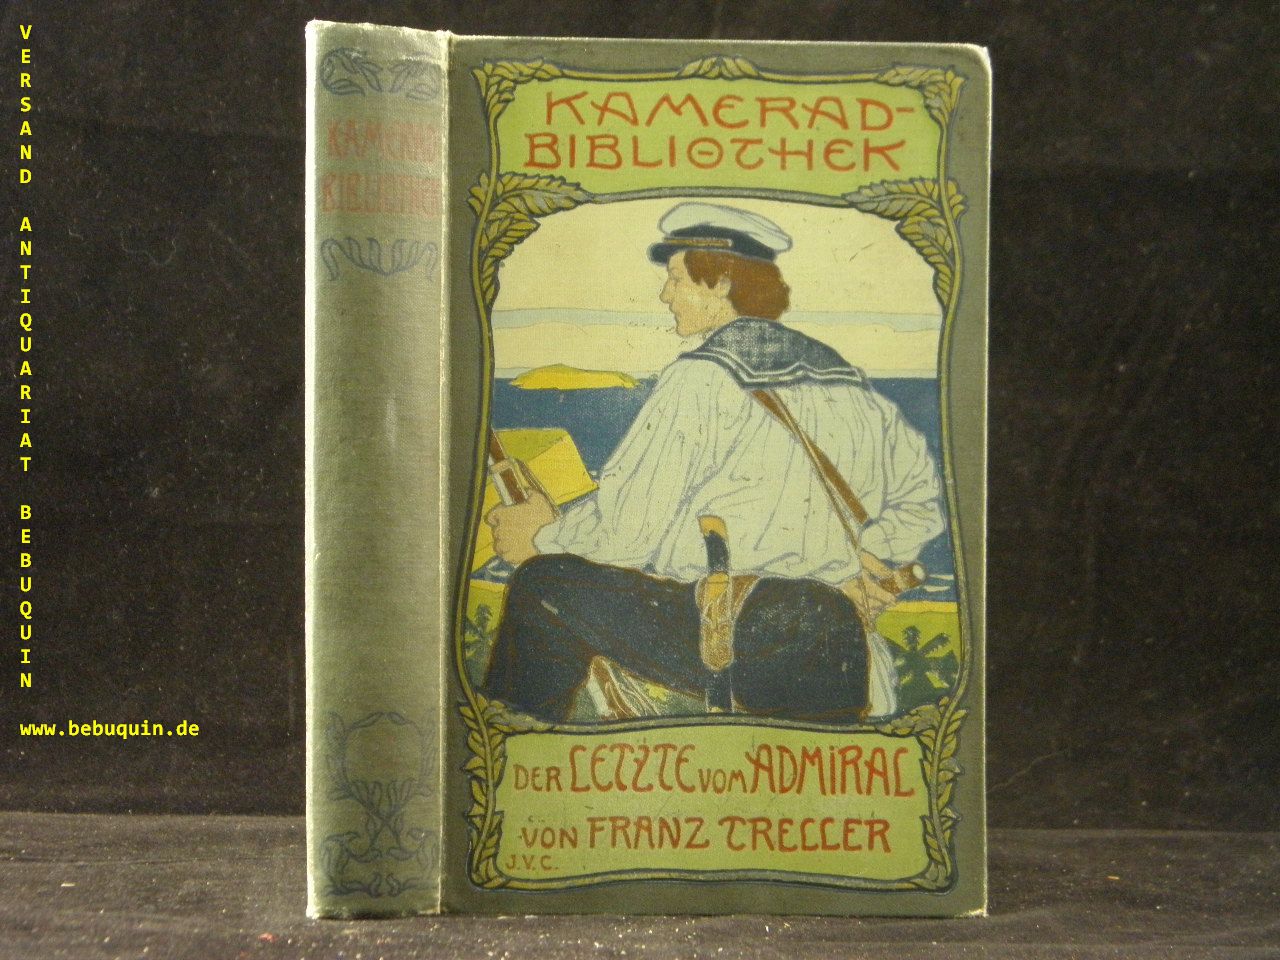 VERSAND ANTIQUARIAT BEBUQUIN
www.bebuquin.de
KAMERAD
BIBLIOTHEK
KAMERAD-
BIBLIOTHEK
DER LETZTE VOM ADMIRAL
VON FRANZ TRELLER
J.V.C.